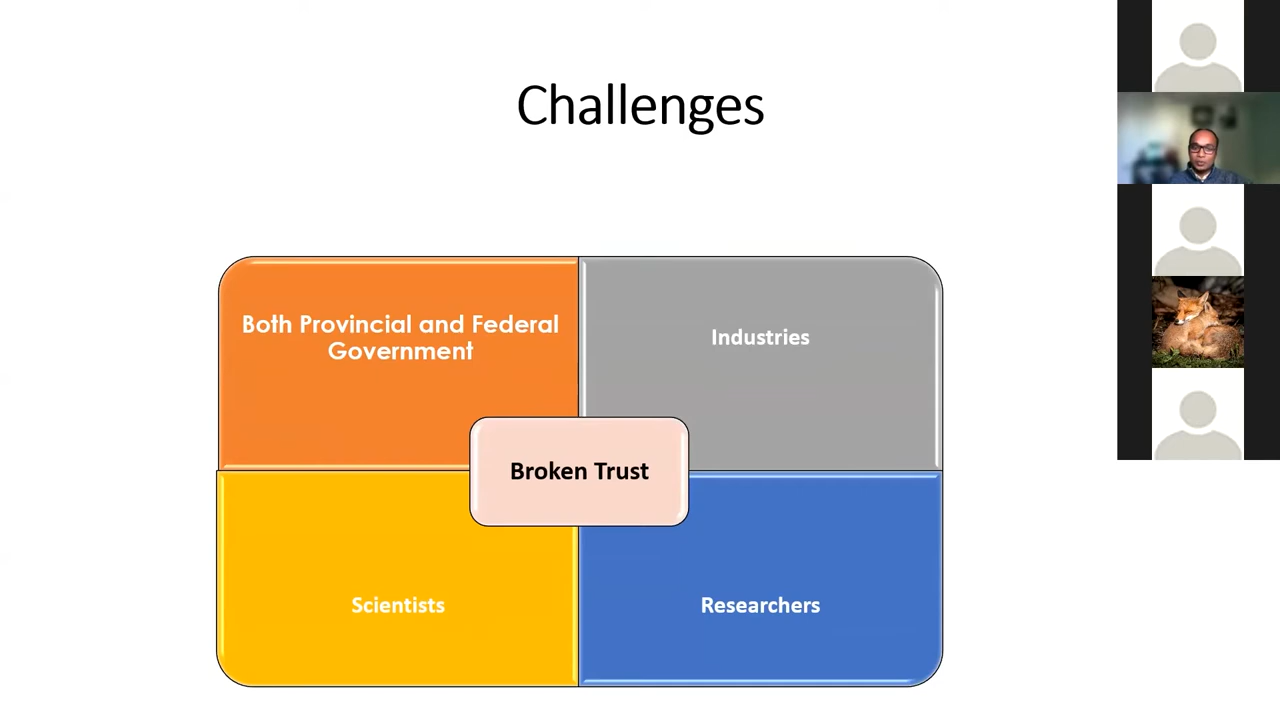 Challenges
Both Provincial and Federal
Government
Industries
Broken Trust
Scientists
Researchers